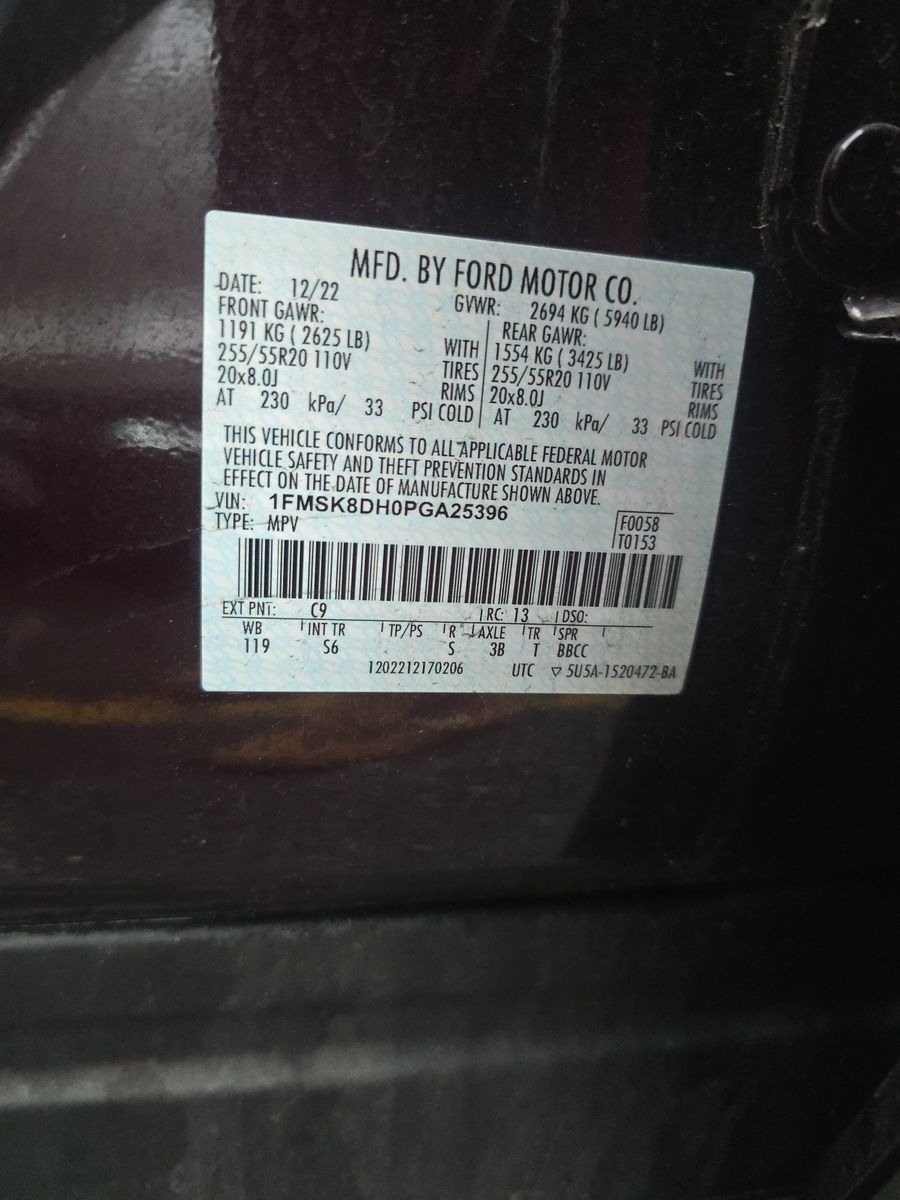 MFD. BY FORD MOTOR CO.
DATE: 12/22 GVWR: 2694 KG ( 5940 LB)
FRONT GAWR: REAR GAWR:
1191 KG ( 2625 LB) WITH 1554 KG ( 3425 LB) WITH
255/55R20 110V TIRES 255/55R20 110V TIRES
20x8.0J RIMS 20x8.0J RIMS
AT 230 kPa/ 33 PSI COLD AT 230 kPa/ 33 PSI COLD
THIS VEHICLE CONFORMS TO ALL APPLICABLE FEDERAL MOTOR
VEHICLE SAFETY AND THEFT PREVENTION STANDARDS IN
EFFECT ON THE DATE OF MANUFACTURE SHOWN ABOVE.
VIN: 1FMSK8DH0PGA25396
TYPE: MPV
F0058
T0153
EXT PNT: C9 RC: 13 DSO:
WB INT TR TP/PS R AXLE TR SPR
119 S6 S 3B T BBCC
1202212170206 UTC ▽ 5U5A-1520472-BA